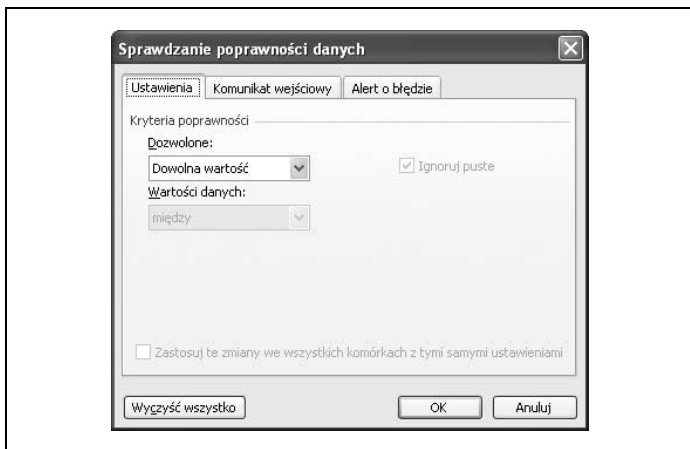 Sprawdzanie poprawności danych
Ustawienia Komunikat wejściowy Alert o błędzie
Kryteria poprawności
Dozwolone:
Dowolna wartość Ignoruj puste
Wartości danych:
między
Zastosuj te zmiany we wszystkich komórkach z tymi samymi ustawieniami
Wyczyść wszystko OK Anuluj